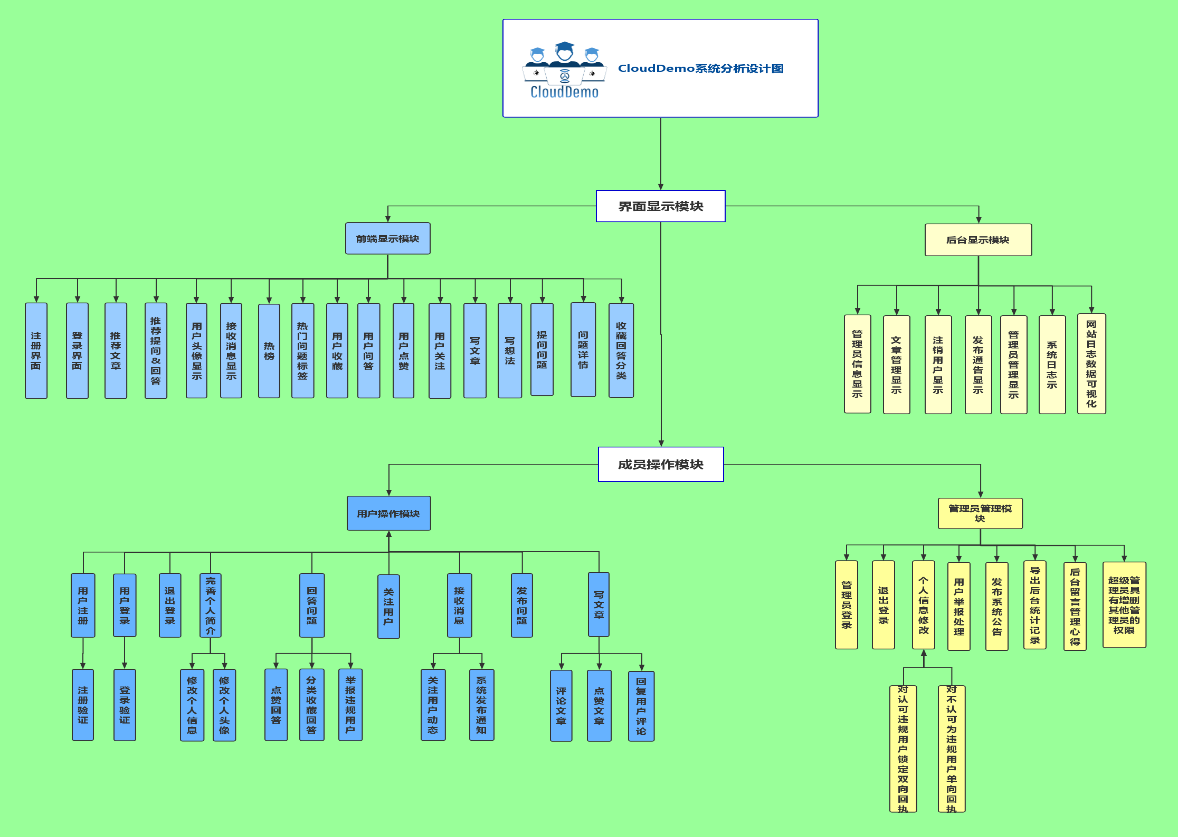 CloudDemo
CloudDemo系统分析设计图
界面显示模块
前端显示模块
后台显示模块
注册界面
登录界面
推荐文章
推荐提问&回答
用户头像显示
接收消息显示
热榜
热门问题标签
用户收藏
用户问答
用户点赞
用户关注
写文章
写想法
提问问题
问题详情
收藏回答分类
管理员信息显示
文章管理显示
注销用户显示
发布通告显示
管理员管理显示
系统日志示
网站日志数据可视化
成员操作模块
用户操作模块
管理员管理模
块
用户注册
用户登录
退出登录
完善个人简介
回答问题
关注用户
接收消息
发布问题
写文章
注册验证
登录验证
修改个人信息
修改个人头像
点赞回答
分类收藏回答
举报违规用户
关注用户动态
系统发布通知
评论文章
点赞文章
回复用户评论
管理员登录
退出登录
个人信息修改
用户举报处理
发布系统公告
导出后台统计记录
后台留言管理心得
超级管
理员具
有增删
其他管
理员的
权限
对认可违规用户锁定双向回执
对不认可为违规用户单向回执